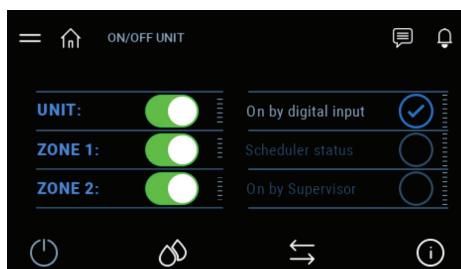 ON/OFF UNIT
UNIT:
On by digital input
ZONE 1:
Scheduler status
ZONE 2:
On by Supervisor